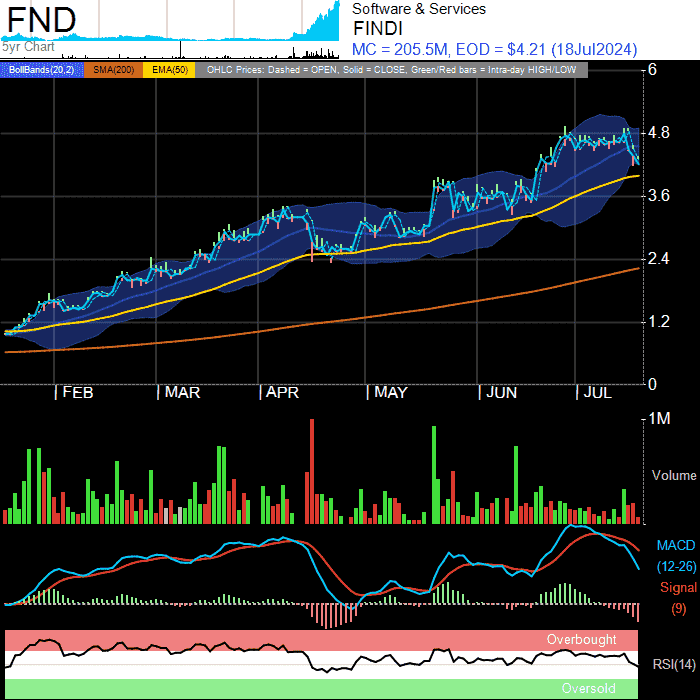 FND
5yr Chart
Software & Services
FINDI
MC = 205.5M, EOD = $4.21 (18Jul2024)
BollBands(20,2) SMA(200) EMA(50) OHLC Prices: Dashed = OPEN, Solid = CLOSE, Green/Red bars = Intra-day HIGH/LOW
6
4.8
3.6
2.4
1.2
0
FEB MAR APR MAY JUN JUL
1M
Volume
MACD
(12-26)
Signal
(9)
Overbought
RSI(14)
Oversold